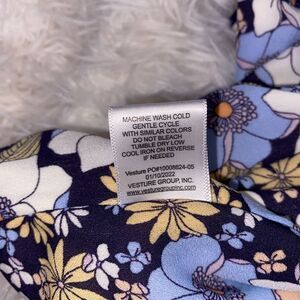 MACHINE WASH COLD
GENTLE CYCLE
WITH SIMILAR COLORS
DO NOT BLEACH
TUMBLE DRY LOW
COOL IRON ON REVERSE
IF NEEDED
Vesture PO#10008624-05
01/10/2022
VESTURE GROUP, INC.
www.vesturegroupinc.com